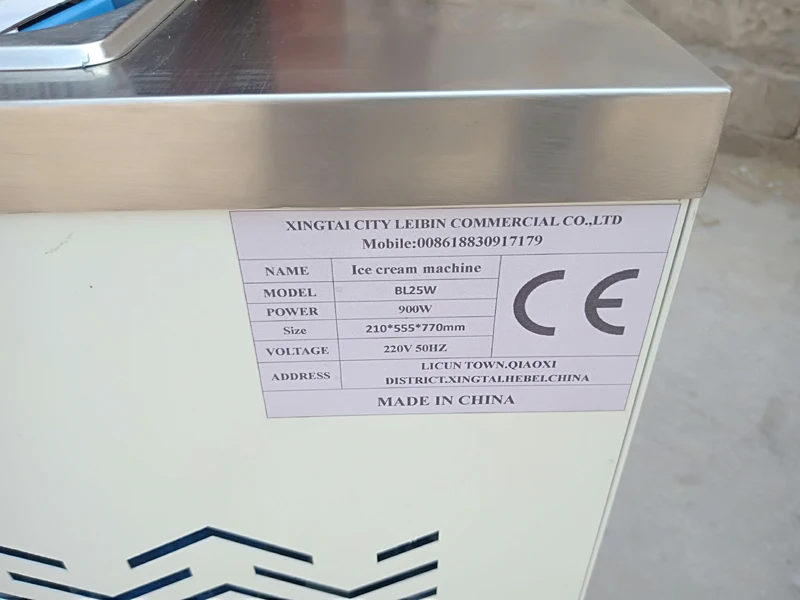 XINGTAI CITY LEIBIN COMMERCIAL CO.,LTD
Mobile:008618830917179
NAME Ice cream machine
MODEL BL25W
POWER 900W
Size 210*555*770mm
VOLTAGE 220V 50HZ
ADDRESS LICUN TOWN.QIAOXI
DISTRICT.XINGTAI.HEBEI.CHINA
CE
MADE IN CHINA